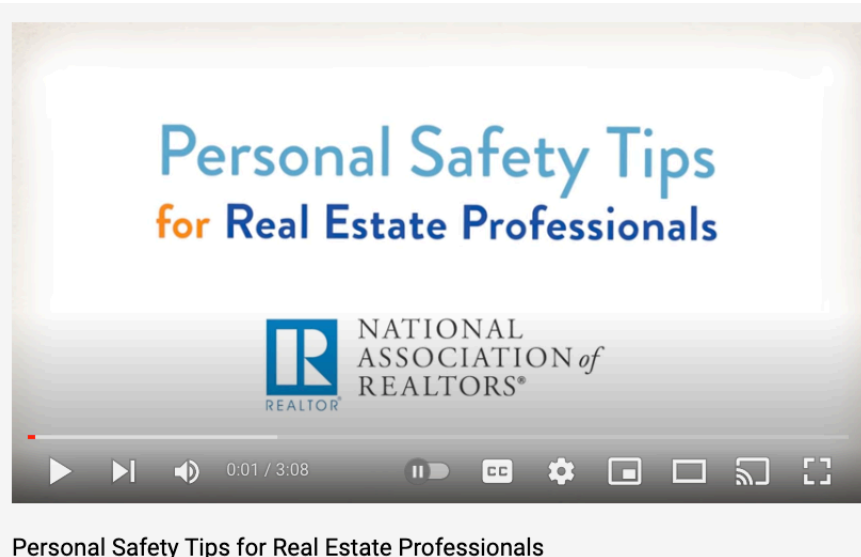 Personal Safety Tips
for Real Estate Professionals
NATIONAL
ASSOCIATION of
REALTORS®
REALTOR®
0:01 / 3:08
CC
Personal Safety Tips for Real Estate Professionals